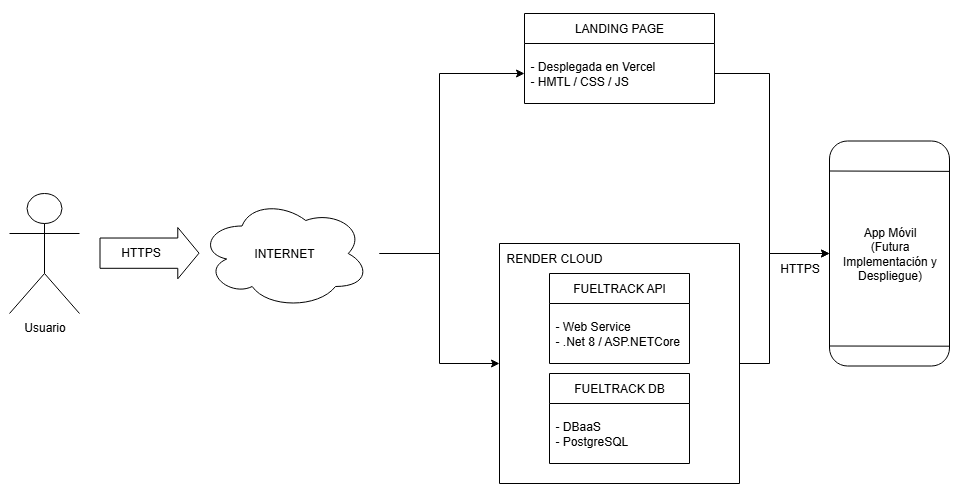 LANDING PAGE
- Desplegada en Vercel
- HMTL / CSS / JS
Usuario
HTTPS
INTERNET
RENDER CLOUD
FUELTRACK API
- Web Service
- .Net 8 / ASP.NETCore
FUELTRACK DB
- DBaaS
- PostgreSQL
HTTPS
App Móvil
(Futura
Implementación y
Despliegue)